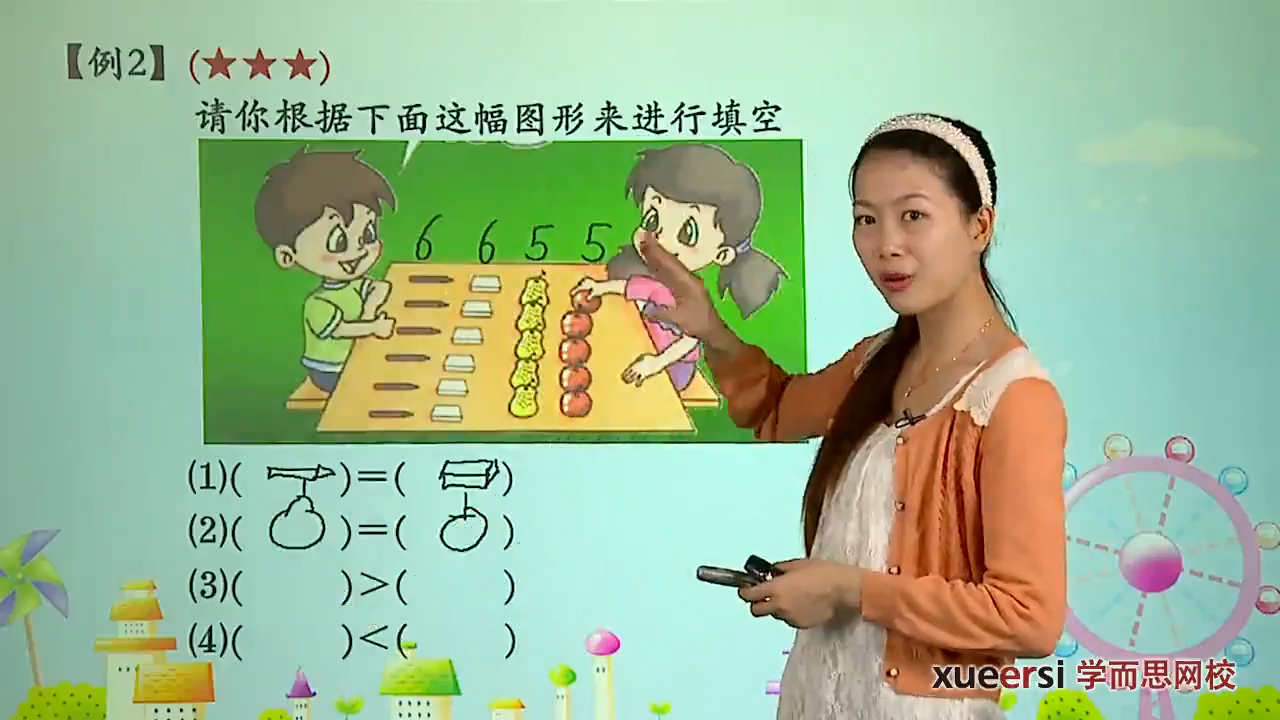 【例2】(★★★)
请你根据下面这幅图形来进行填空
6 6 5 5
(1)( )=( )
(2)( )=( )
(3)( )>( )
(4)( )<( )
xueersi 学而思网校